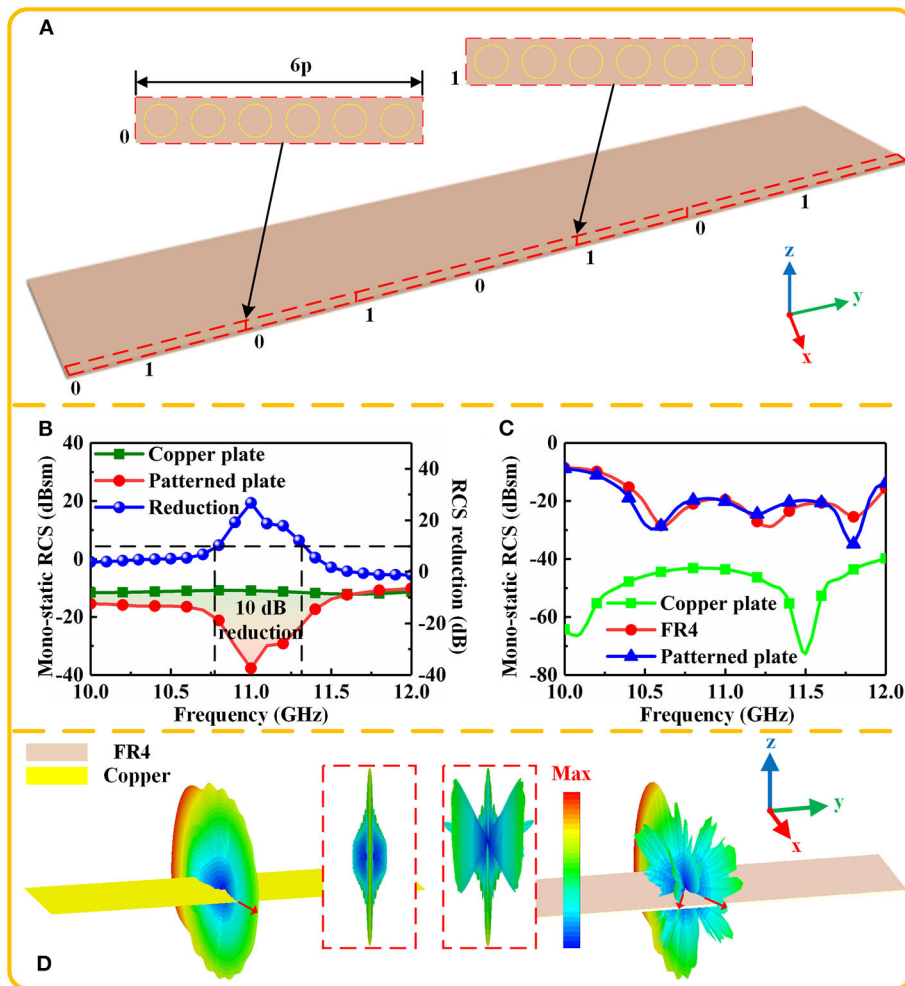 A
6p
0
1
0
1
0
1
0
1
0
1
z
y
x
B
Copper plate
Patterned plate
Reduction
10 dB
reduction
Mono-static RCS (dBsm)
40
20
0
-20
-40
RCS reduction (dB)
40
30
20
10
0
-10
-20
-30
-40
10.0 10.5 11.0 11.5 12.0
Frequency (GHz)
C
Copper plate
FR4
Patterned plate
Mono-static RCS (dBsm)
0
-20
-40
-60
-80
10.0 10.5 11.0 11.5 12.0
Frequency (GHz)
FR4
Copper
Max
z
y
x
D